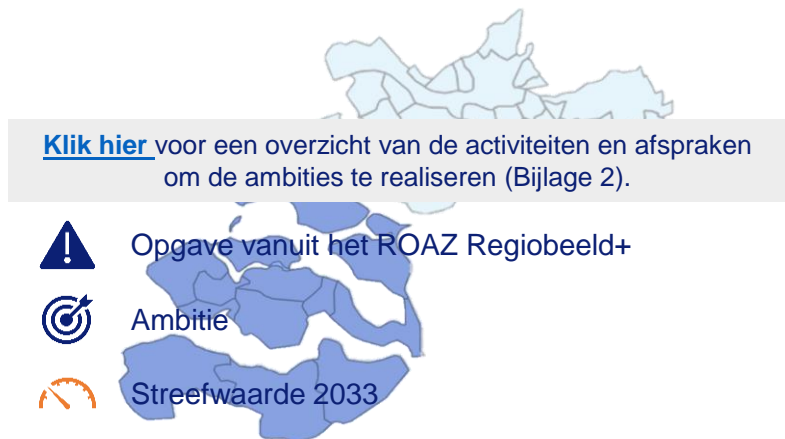 Klik hier voor een overzicht van de activiteiten en afspraken
om de ambities te realiseren (Bijlage 2).
Opgave vanuit het ROAZ Regiobeeld+
Ambitie
Streefwaarde 2033